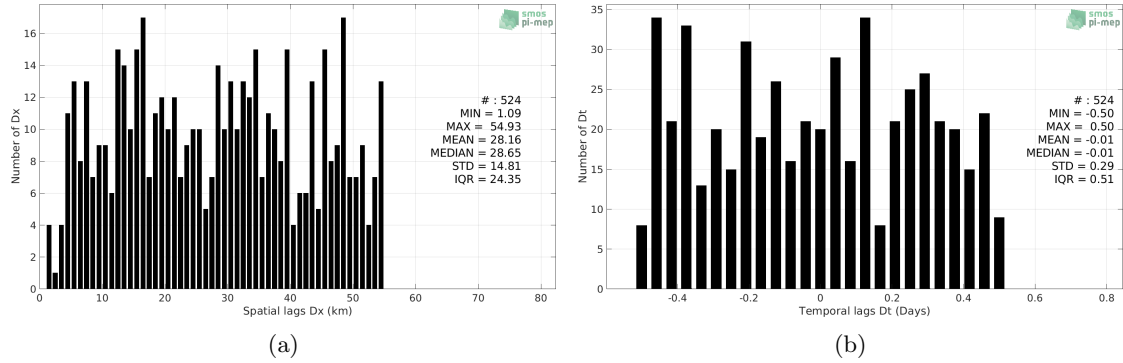 16
14
12
10
8
6
4
2
0
Number of Dx
smos
pi-mep
# : 524
MIN = 1.09
MAX = 54.93
MEAN = 28.16
MEDIAN = 28.65
STD = 14.81
IQR = 24.35
0 10 20 30 40 50 60 70 80
Spatial lags Dx (km)
(a)
35
30
25
20
15
10
5
0
Number of Dt
smos
pi-mep
# : 524
MIN = -0.50
MAX = 0.50
MEAN = -0.01
MEDIAN = -0.01
STD = 0.29
IQR = 0.51
-0.4 -0.2 0 0.2 0.4 0.6 0.8
Temporal lags Dt (Days)
(b)